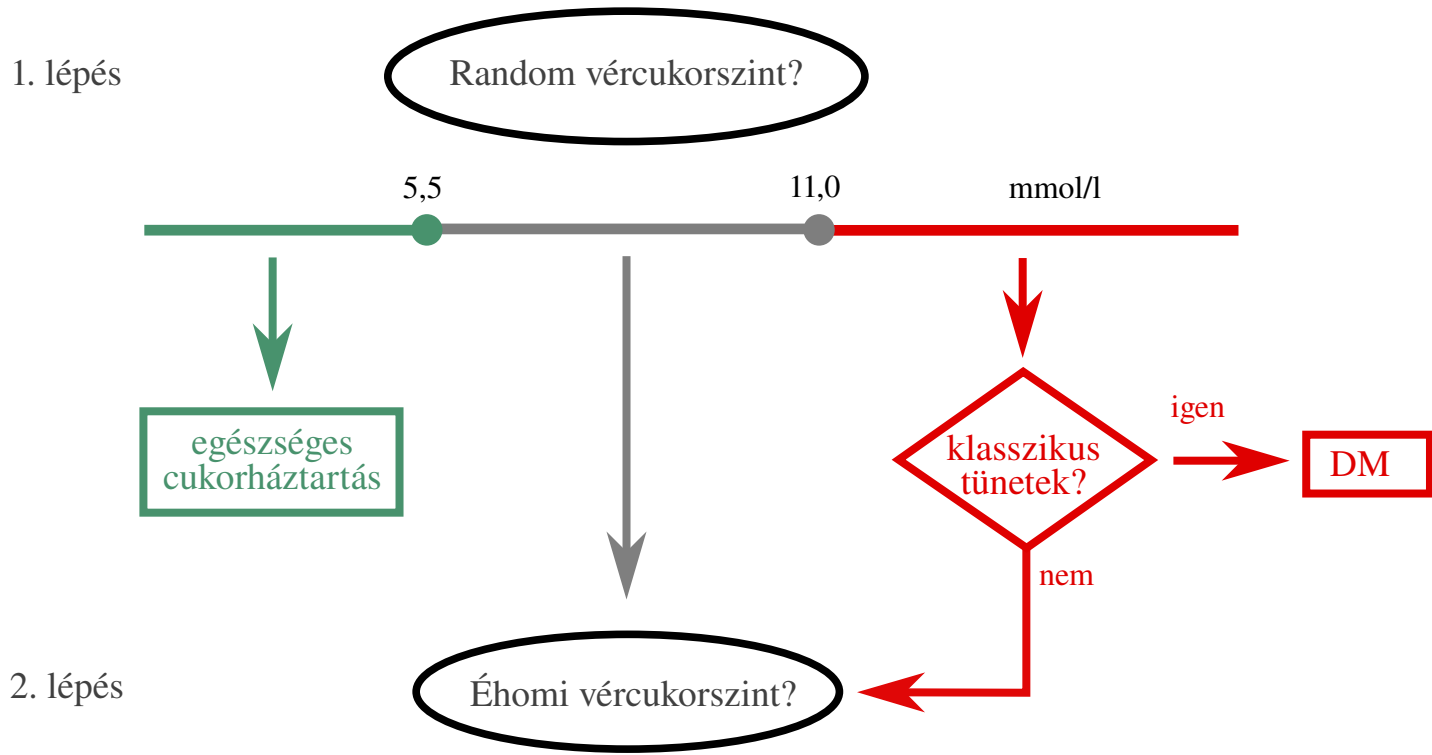 1. lépés
Random vércukorszint?
5,5
11,0
mmol/l
egészséges
cukorháztartás
klasszikus
tünetek?
igen
DM
nem
2. lépés
Éhomi vércukorszint?